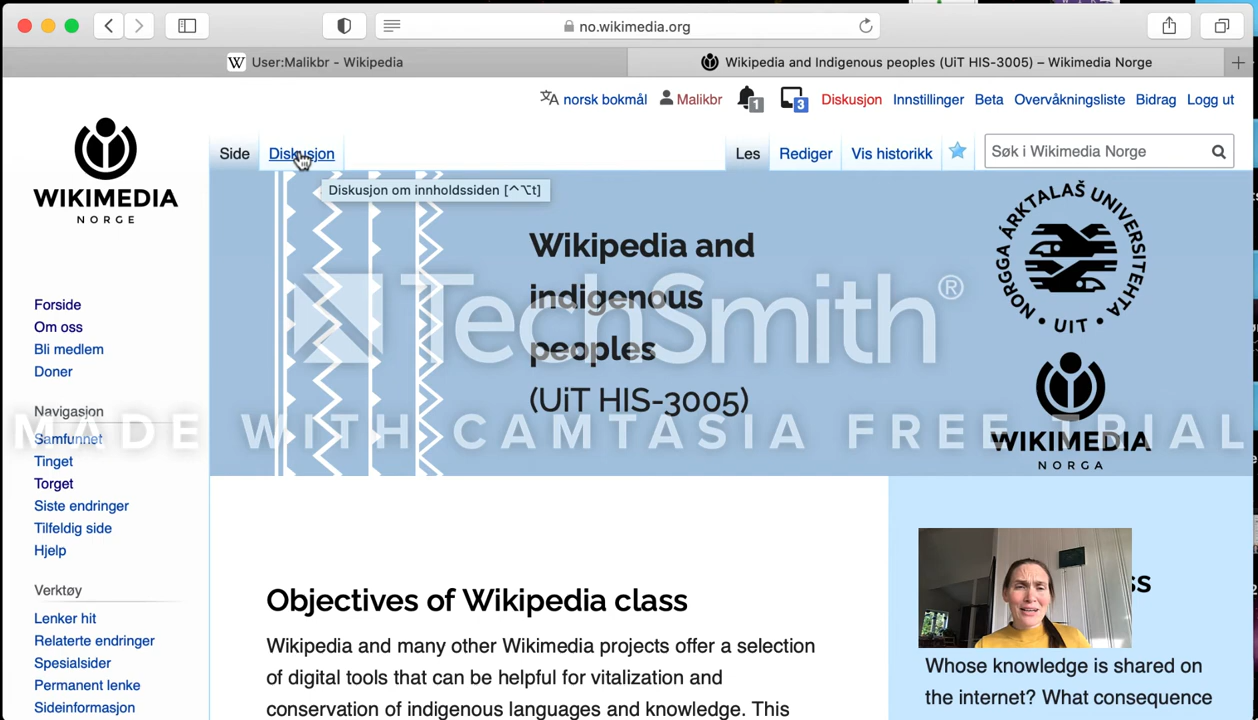 no.wikimedia.org
W User:Malikbr - Wikipedia
Wikipedia and Indigenous peoples (UiT HIS-3005) – Wikimedia Norge
norsk bokmål Malikbr 1 3 Diskusjon Innstillinger Beta Overvåkningsliste Bidrag Logg ut
WIKIMEDIA
NORGE
Side Diskusjon Les Rediger Vis historikk Søk i Wikimedia Norge
Diskusjon om innholdssiden [^⌥t]
Wikipedia and
indigenous
peoples
(UiT HIS-3005)
NORGGA ÁRKTALAŠ UNIVERSITEHTA
• UIT •
WIKIMEDIA
NORGA
TechSmith®
MADE WITH CAMTASIA FREE TRIAL
Forside
Om oss
Bli medlem
Doner
Navigasjon
Samfunnet
Tinget
Torget
Siste endringer
Tilfeldig side
Hjelp
Verktøy
Lenker hit
Relaterte endringer
Spesialsider
Permanent lenke
Sideinformasjon
Objectives of Wikipedia class
Wikipedia and many other Wikimedia projects offer a selection
of digital tools that can be helpful for vitalization and
conservation of indigenous languages and knowledge. This
Whose knowledge is shared on
the internet? What consequence